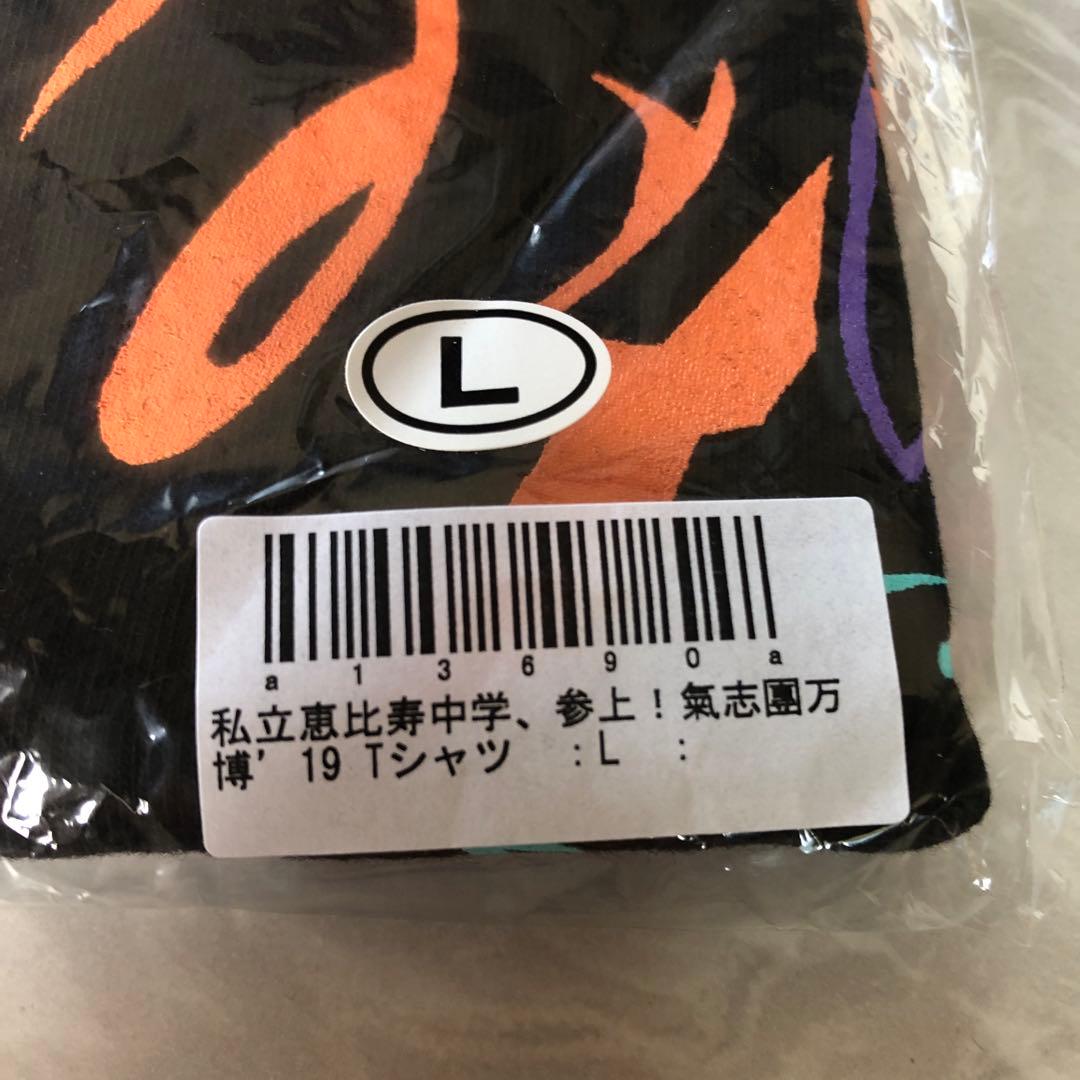 L
a 1 3 6 9 0 a
私立恵比寿中学、参上！氣志團万
博’19 Tシャツ　:L　: